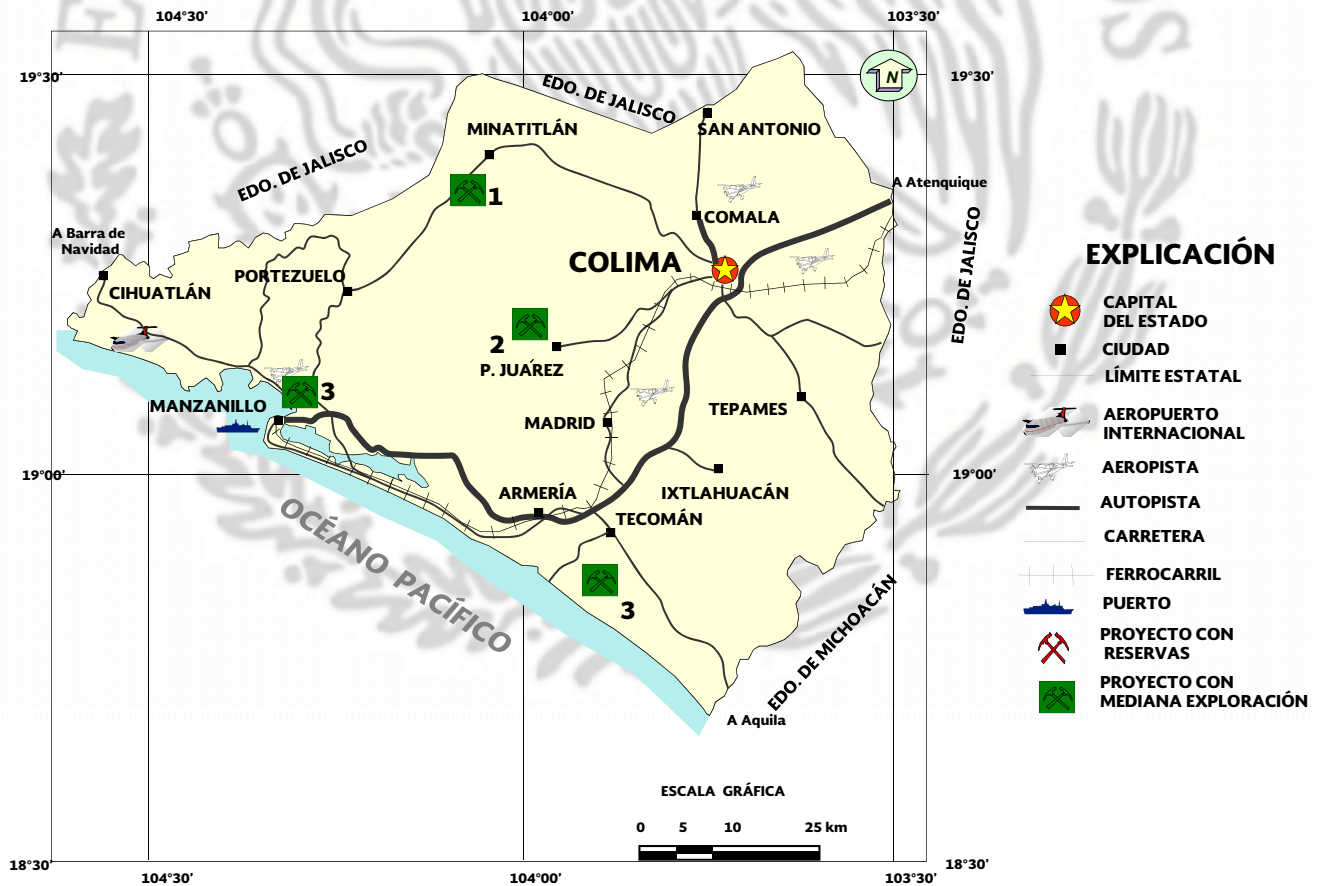 104°30'
104°00'
103°30'
19°30'
19°30'
N
EDO. DE JALISCO
MINATITLÁN
SAN ANTONIO
EDO. DE JALISCO
1
A Atenquique
COMALA
A Barra de
Navidad
EDO. DE JALISCO
COLIMA
PORTEZUELO
CIHUATLÁN
2
P. JUÁREZ
3
MANZANILLO
TEPAMES
MADRID
19°00'
19°00'
ARMERÍA
IXTLAHUACÁN
TECOMÁN
OCÉANO PACÍFICO
3
EDO. DE MICHOACÁN
A Aquila
ESCALA GRÁFICA
0 5 10 25 km
18°30'
18°30'
104°30'
104°00'
103°30'
EXPLICACIÓN
CAPITAL
DEL ESTADO
CIUDAD
LÍMITE ESTATAL
AEROPUERTO
INTERNACIONAL
AEROPISTA
AUTOPISTA
CARRETERA
FERROCARRIL
PUERTO
PROYECTO CON
RESERVAS
PROYECTO CON
MEDIANA EXPLORACIÓN